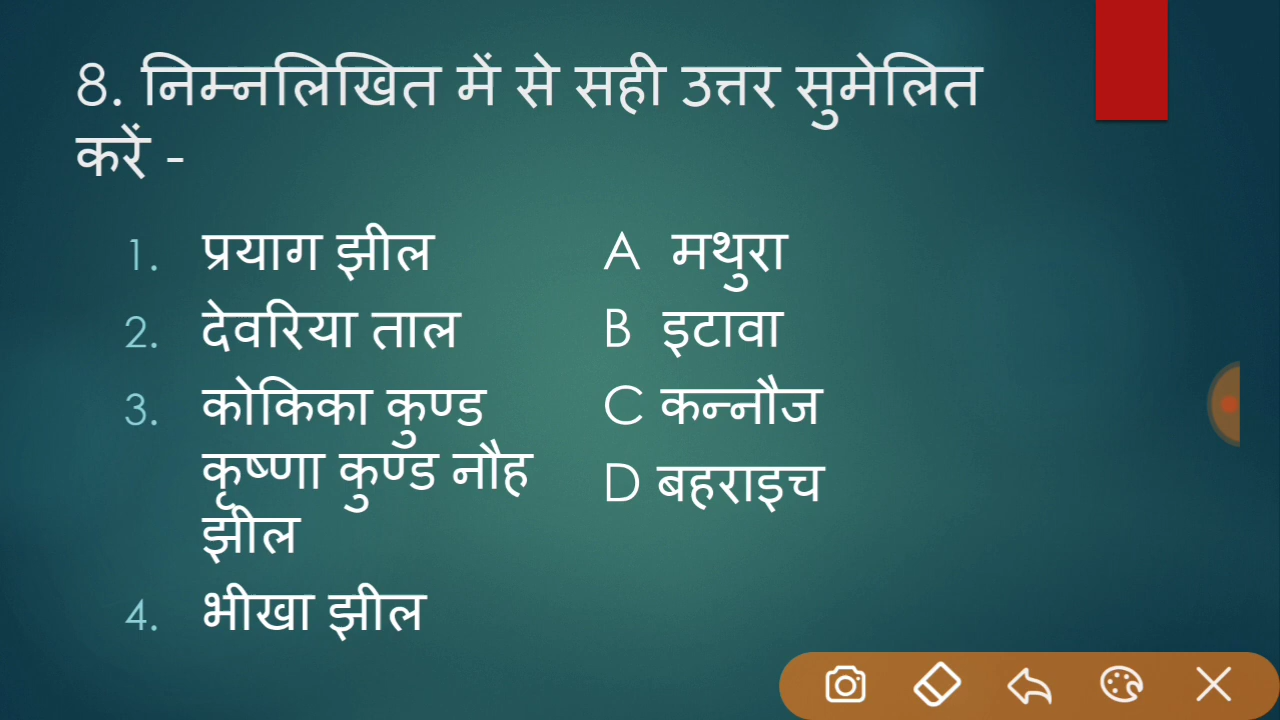 8. निम्नलिखित में से सही उत्तर सुमेलित
करें -
1. प्रयाग झील
2. देवरिया ताल
3. कोकिका कुण्ड
कृष्णा कुण्ड नौह
झील
4. भीखा झील
A मथुरा
B इटावा
C कन्नौज
D बहराइच